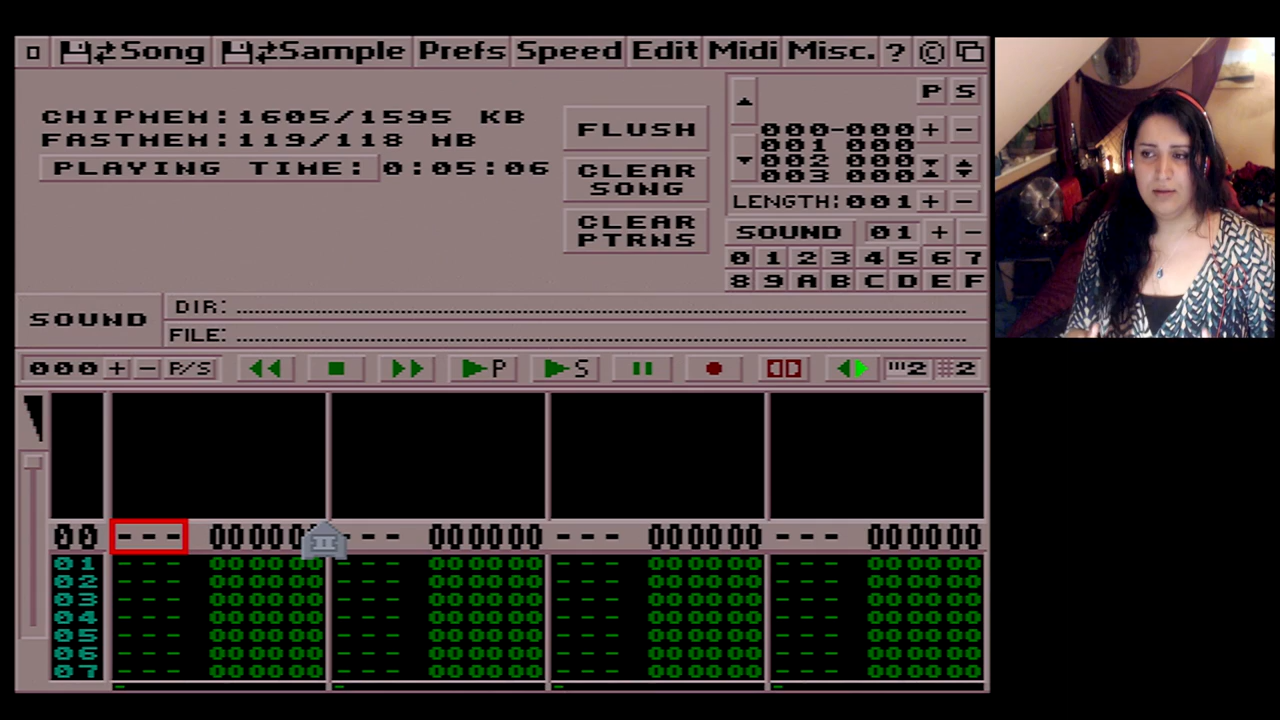 Song Sample Prefs Speed Edit Midi Misc. ? ©
P S
CHIPMEM:1605/1595 KB
FASTMEM:119/118 MB
PLAYING TIME: 0:05:06
FLUSH
CLEAR
SONG
CLEAR
PTRNS
000-000 + -
001 000
002 000
003 000
LENGTH:001 + -
SOUND 01 + -
0 1 2 3 4 5 6 7
8 9 A B C D E F
SOUND
DIR:
FILE:
000 + - P/S P S 2 2
00 --- 00000 --- 000000 --- 000000 --- 000000
01 --- 000000 --- 000000 --- 000000 --- 000000
02 --- 000000 --- 000000 --- 000000 --- 000000
03 --- 000000 --- 000000 --- 000000 --- 000000
04 --- 000000 --- 000000 --- 000000 --- 000000
05 --- 000000 --- 000000 --- 000000 --- 000000
06 --- 000000 --- 000000 --- 000000 --- 000000
07 --- 000000 --- 000000 --- 000000 --- 000000